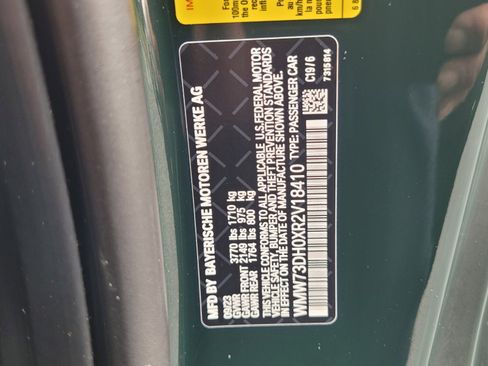 MFD BY BAYERISCHE MOTOREN WERKE AG
09/23
GVWR 3770 lbs 1710 kg
GAWR FRONT 2149 lbs 975 kg
GAWR REAR 1764 lbs 800 kg
THIS VEHICLE CONFORMS TO ALL APPLICABLE U.S. FEDERAL MOTOR
VEHICLE SAFETY, BUMPER AND THEFT PREVENTION STANDARDS
IN EFFECT ON THE DATE OF MANUFACTURE SHOWN ABOVE.
WMW73DH0XR2V18410 TYPE: PASSENGER CAR
C19/6
7315814